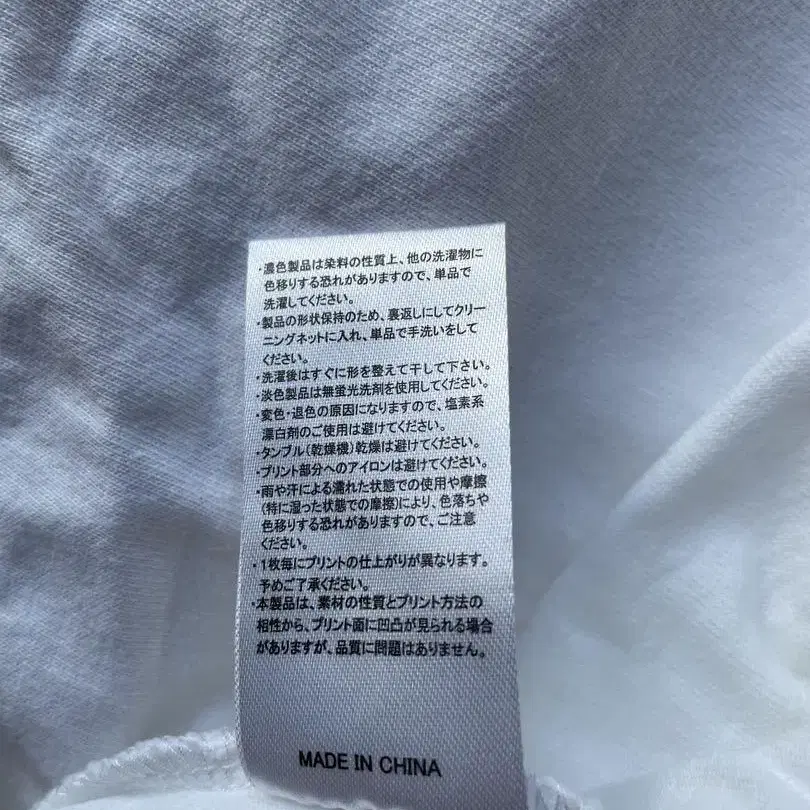 ・濃色製品は染料の性質上、他の洗濯物に
色移りする恐れがありますので、単品で
洗濯してください。
・製品の形状保持のため、裏返しにしてクリー
ニングネットに入れ、単品で手洗いをして
ください。
・洗濯後はすぐに形を整えて干して下さい。
・淡色製品は無蛍光洗剤を使用してください。
・変色・退色の原因になりますので、塩素系
漂白剤のご使用は避けてください。
・タンブル(乾燥機)乾燥は避けてください。
・プリント部分へのアイロンは避けてください。
・雨や汗による濡れた状態での使用や摩擦
(特に湿った状態での摩擦)により、色落ちや
色移りする恐れがありますので、ご注意
ください。
・1枚毎にプリントの仕上がりが異なります。
予めご了承ください。
・本製品は、素材の性質とプリント方法の
相性から、プリント面に凹凸が見られる場合
がありますが、品質に問題はありません。
MADE IN CHINA